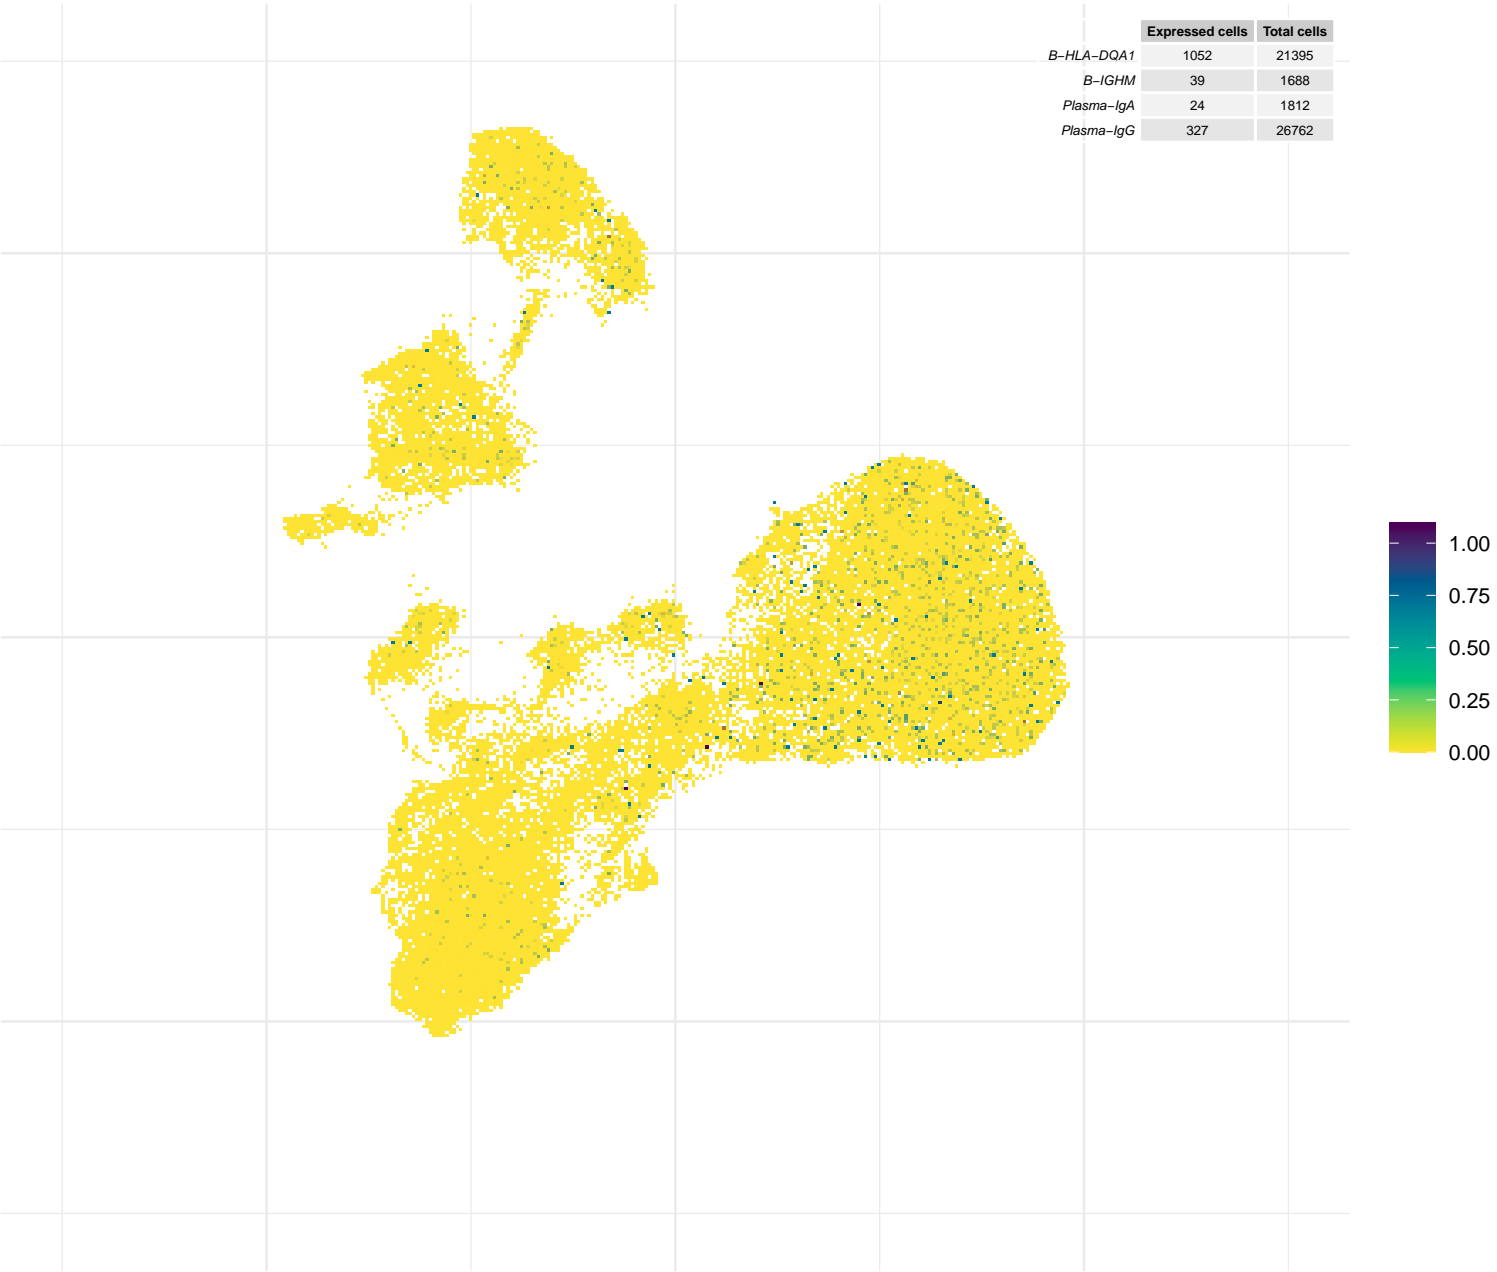 Expressed cells Total cells
B−HLA−DQA1 1052 21395
B−IGHM 39 1688
Plasma−IgA 24 1812
Plasma−IgG 327 26762
1.00
0.75
0.50
0.25
0.00